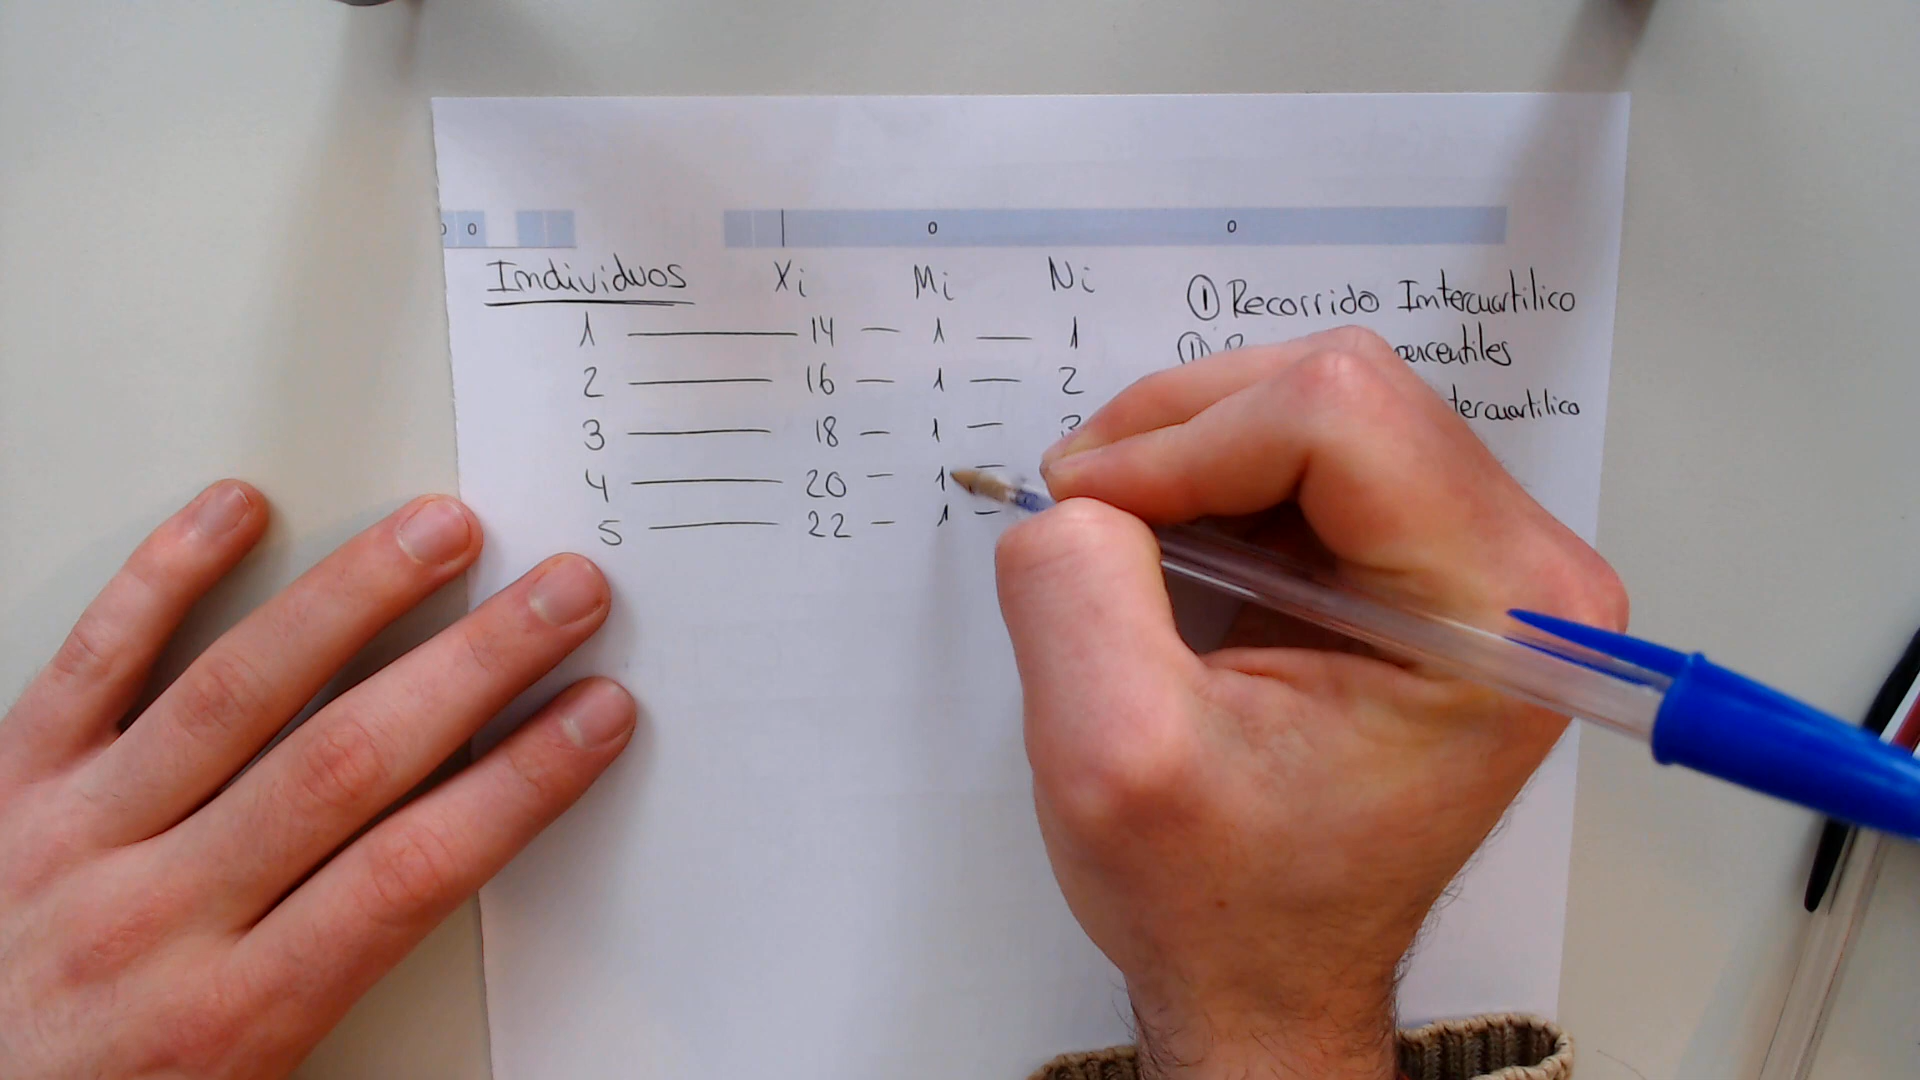 Individuos Xi Mi Ni
1 14 — 1 — 1
2 16 — 1 — 2
3 18 — 1 — 3
4 20 — 1 —
5 22 — 1 —
① Recorrido Intercuartilico
percentiles
tercuartilico